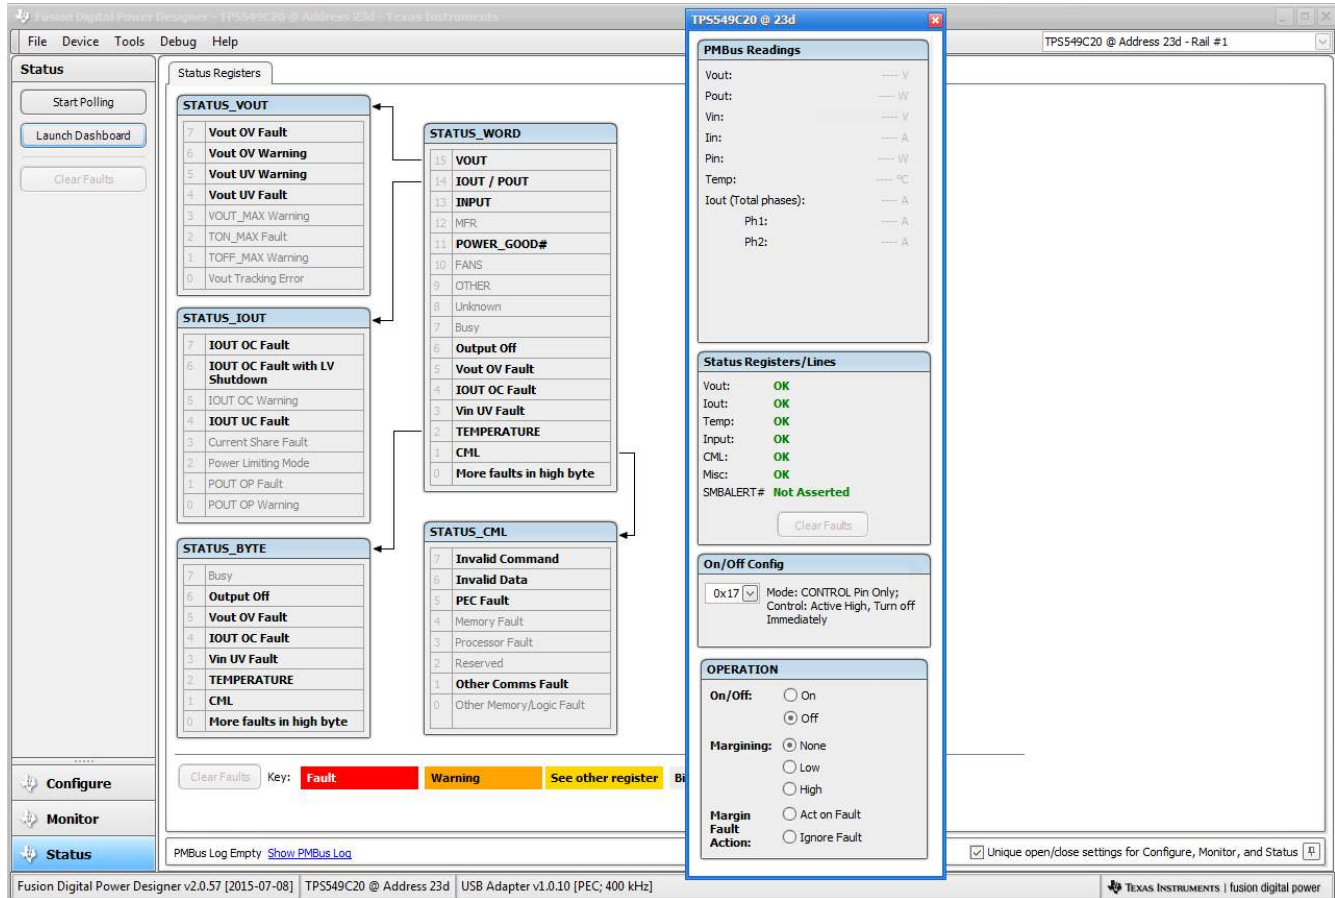 Fusion Digital Power Designer - TPS549C20 @ Address 23d - Texas Instruments
File Device Tools Debug Help
TPS549C20 @ Address 23d - Rail #1
Status
Start Polling
Launch Dashboard
Clear Faults
Configure
Monitor
Status
Status Registers
STATUS_VOUT
7 Vout OV Fault
6 Vout OV Warning
5 Vout UV Warning
4 Vout UV Fault
3 VOUT_MAX Warning
2 TON_MAX Fault
1 TOFF_MAX Warning
0 Vout Tracking Error
STATUS_IOUT
7 IOUT OC Fault
6 IOUT OC Fault with LV
Shutdown
5 IOUT OC Warning
4 IOUT UC Fault
3 Current Share Fault
2 Power Limiting Mode
1 POUT OP Fault
0 POUT OP Warning
STATUS_BYTE
7 Busy
6 Output Off
5 Vout OV Fault
4 IOUT OC Fault
3 Vin UV Fault
2 TEMPERATURE
1 CML
0 More faults in high byte
STATUS_WORD
15 VOUT
14 IOUT / POUT
13 INPUT
12 MFR
11 POWER_GOOD#
10 FANS
9 OTHER
8 Unknown
7 Busy
6 Output Off
5 Vout OV Fault
4 IOUT OC Fault
3 Vin UV Fault
2 TEMPERATURE
1 CML
0 More faults in high byte
STATUS_CML
7 Invalid Command
6 Invalid Data
5 PEC Fault
4 Memory Fault
3 Processor Fault
2 Reserved
1 Other Comms Fault
0 Other Memory/Logic Fault
Clear Faults Key: Fault Warning See other register Bi
TPS549C20 @ 23d
PMBus Readings
Vout: ---- V
Pout: ---- W
Vin: ---- V
Iin: ---- A
Pin: ---- W
Temp: ---- ºC
Iout (Total phases): ---- A
Ph1: ---- A
Ph2: ---- A
Status Registers/Lines
Vout: OK
Iout: OK
Temp: OK
Input: OK
CML: OK
Misc: OK
SMBALERT# Not Asserted
Clear Faults
On/Off Config
0x17 Mode: CONTROL Pin Only;
Control: Active High, Turn off
Immediately
OPERATION
On/Off: On
Off
Margining: None
Low
High
Margin Act on Fault
Fault
Action: Ignore Fault
PMBus Log Empty Show PMBus Log
Unique open/close settings for Configure, Monitor, and Status
Fusion Digital Power Designer v2.0.57 [2015-07-08] TPS549C20 @ Address 23d USB Adapter v1.0.10 [PEC; 400 kHz]
TEXAS INSTRUMENTS | fusion digital power